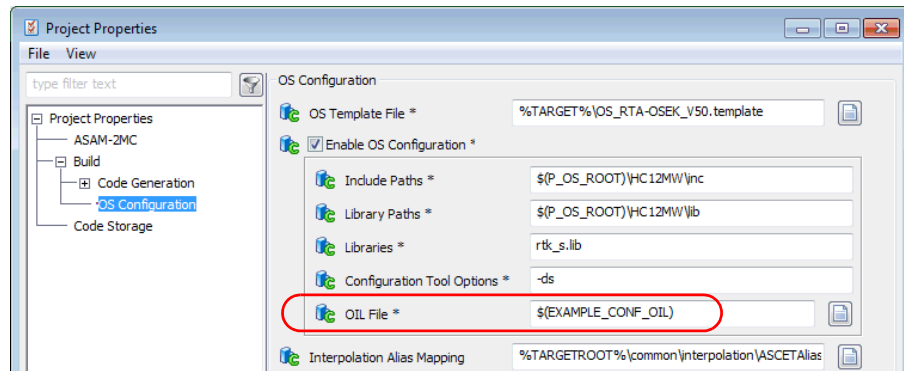 Project Properties
File View
type filter text
Project Properties
ASAM-2MC
Build
Code Generation
OS Configuration
Code Storage
OS Configuration
OS Template File * %TARGET%\OS_RTA-OSEK_V50.template
Enable OS Configuration *
Include Paths * $(P_OS_ROOT)\HC12MW\inc
Library Paths * $(P_OS_ROOT)\HC12MW\lib
Libraries * rtk_s.lib
Configuration Tool Options * -ds
OIL File * $(EXAMPLE_CONF_OIL)
Interpolation Alias Mapping %TARGETROOT%\common\interpolation\ASCETAlias